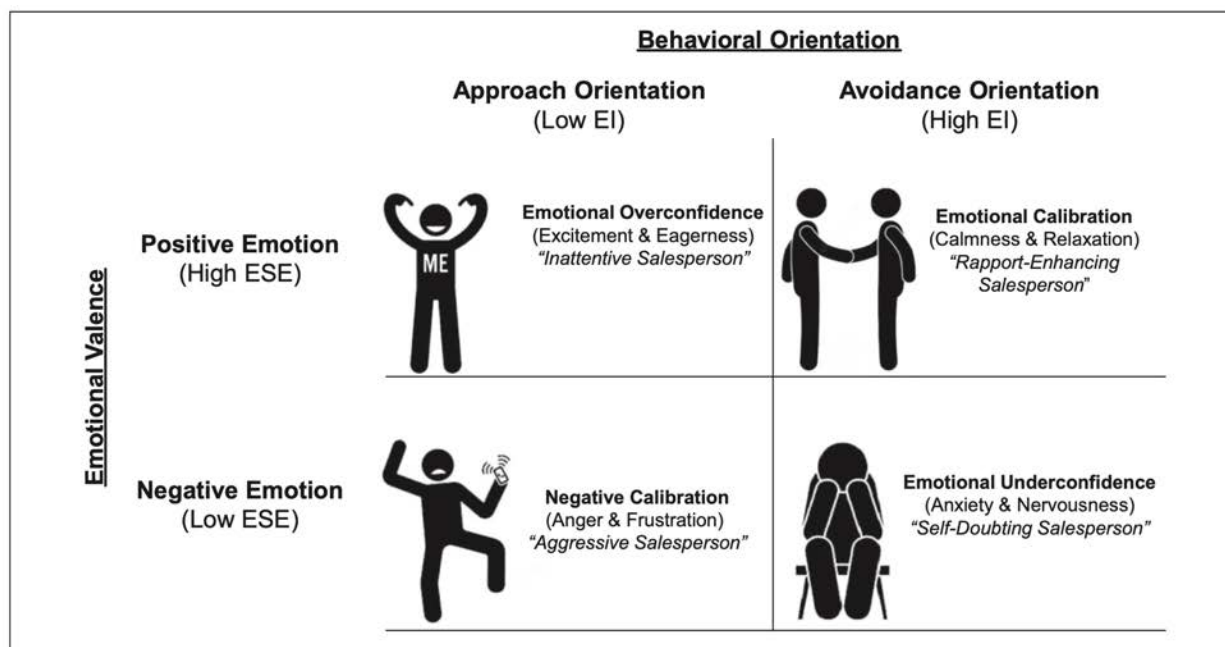 Behavioral Orientation
Approach Orientation
(Low EI)
Avoidance Orientation
(High EI)
Emotional Valence
Positive Emotion
(High ESE)
ME
Emotional Overconfidence
(Excitement & Eagerness)
“Inattentive Salesperson”
Emotional Calibration
(Calmness & Relaxation)
“Rapport-Enhancing
Salesperson”
Negative Emotion
(Low ESE)
Negative Calibration
(Anger & Frustration)
“Aggressive Salesperson”
Emotional Underconfidence
(Anxiety & Nervousness)
“Self-Doubting Salesperson”